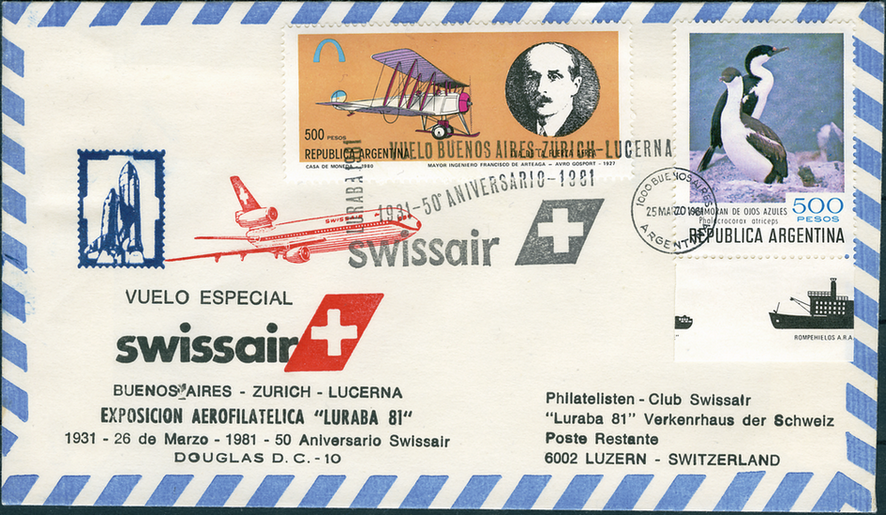 500 PESOS
REPUBLICA ARGENTINA
CASA DE MONEDA - 1980
MAYOR INGENIERO FRANCISCO DE ARTEAGA - AVRO GOSPORT - 1927
VUELO BUENOS AIRES-ZURICH-LUCERNA
LURABA 1981
1931-50° ANIVERSARIO-1981
swissair
1000 BUENOS AIRES
25 MARZO 1981
ARGENTINA
CORMORAN DE OJOS AZULES
Phalacrocorax atriceps
500
PESOS
REPUBLICA ARGENTINA
ROMPEHIELOS A.R.A.
SWISSAIR
VUELO ESPECIAL
swissair
BUENOS AIRES - ZURICH - LUCERNA
EXPOSICION AEROFILATELICA "LURABA 81"
1931 - 26 de Marzo - 1981 - 50 Aniversario Swissair
DOUGLAS D.C. - 10
Philatelisten - Club Swissair
"Luraba 81" Verkenrhaus der Schweiz
Poste Restante
6002 LUZERN - SWITZERLAND